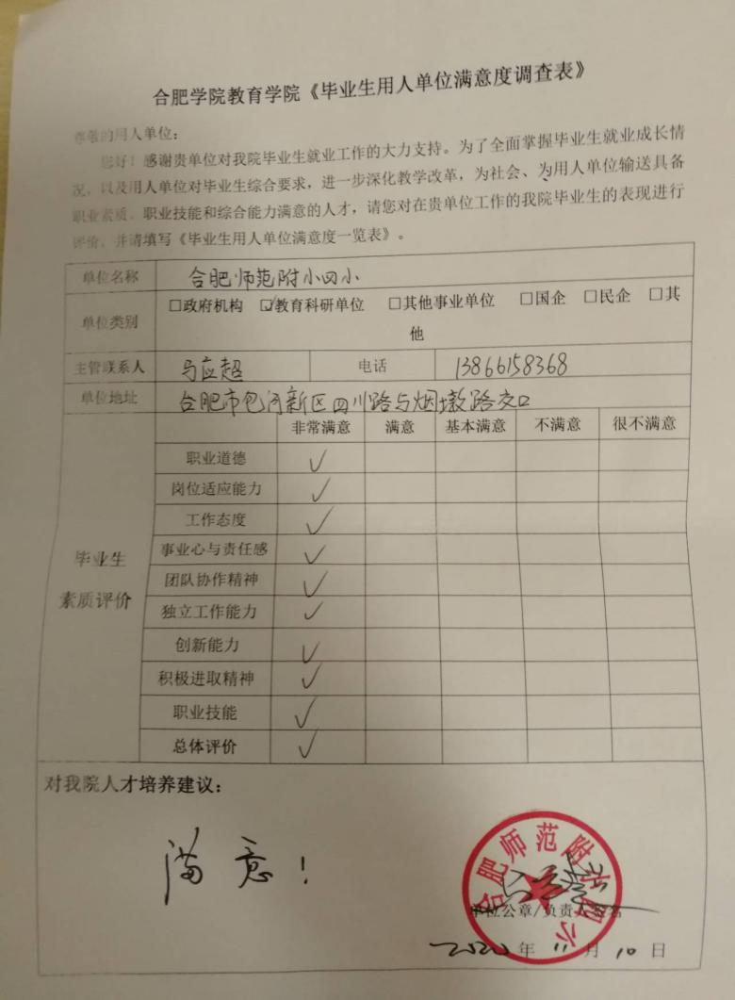 合肥学院教育学院《毕业生用人单位满意度调查表》
尊敬的用人单位：
您好！感谢贵单位对我院毕业生就业工作的大力支持。为了全面掌握毕业生就业成长情
况，以及用人单位对毕业生综合要求，进一步深化教学改革，为社会、为用人单位输送具备
职业素质、职业技能和综合能力满意的人才，请您对在贵单位工作的我院毕业生的表现进行
评价，并请填写《毕业生用人单位满意度一览表》。
单位名称 合肥师范附小四小
单位类别 □政府机构 ☑教育科研单位 □其他事业单位 □国企 □民企 □其
他
主管联系人 马应超 电话 13866158368
单位地址 合肥市包河新区四川路与烟墩路交口
非常满意 满意 基本满意 不满意 很不满意
职业道德 ✓
岗位适应能力 ✓
工作态度 ✓
毕业生 事业心与责任感 ✓
团队协作精神 ✓
素质评价 独立工作能力 ✓
创新能力 ✓
积极进取精神 ✓
职业技能 ✓
总体评价 ✓
对我院人才培养建议：
满意！
合肥师范附小四小
单位公章/负责人签名
2020年11月10日